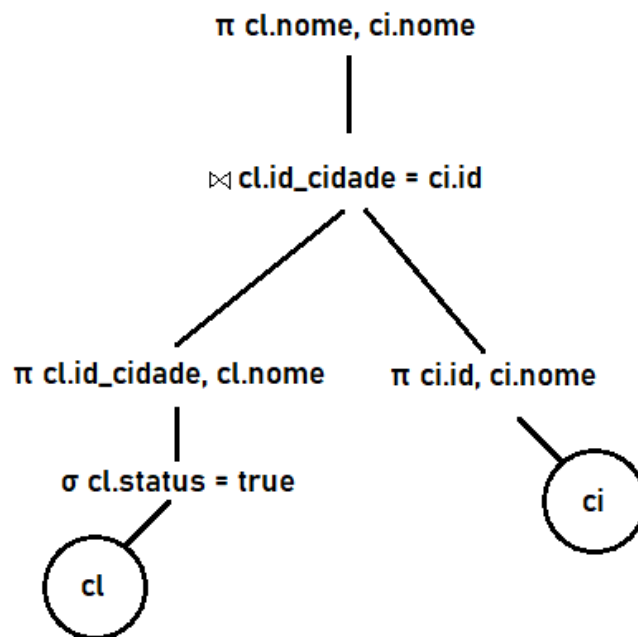 π cl.nome, ci.nome
⋈ cl.id_cidade = ci.id
π cl.id_cidade, cl.nome
π ci.id, ci.nome
σ cl.status = true
ci
cl